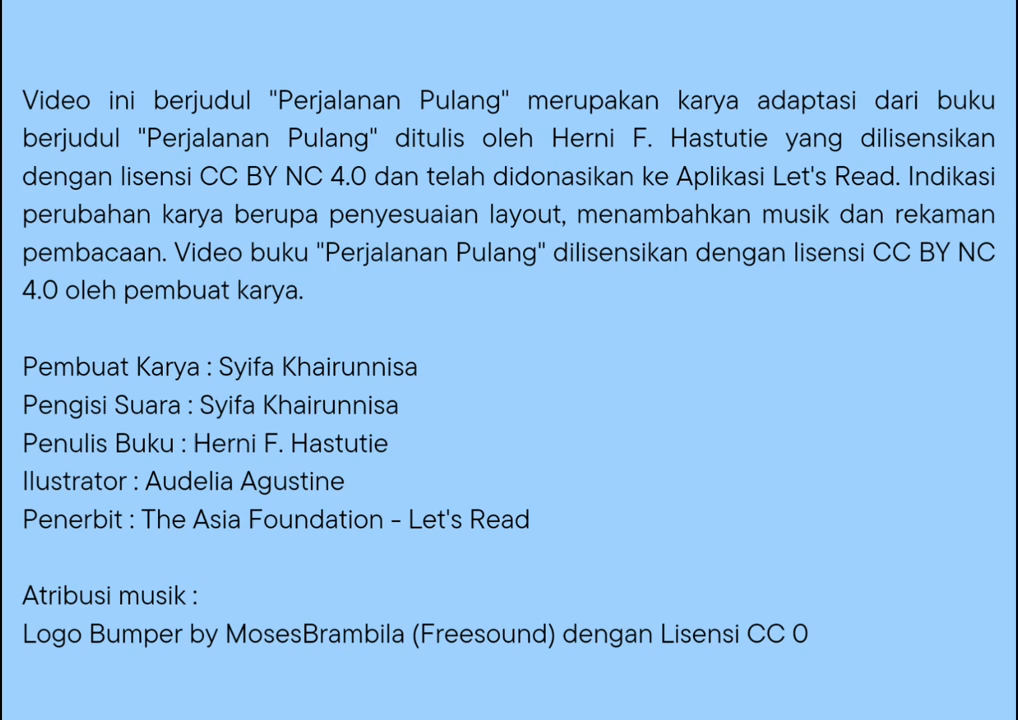 Video ini berjudul "Perjalanan Pulang" merupakan karya adaptasi dari buku
berjudul "Perjalanan Pulang" ditulis oleh Herni F. Hastutie yang dilisensikan
dengan lisensi CC BY NC 4.0 dan telah didonasikan ke Aplikasi Let's Read. Indikasi
perubahan karya berupa penyesuaian layout, menambahkan musik dan rekaman
pembacaan. Video buku "Perjalanan Pulang" dilisensikan dengan lisensi CC BY NC
4.0 oleh pembuat karya.
Pembuat Karya : Syifa Khairunnisa
Pengisi Suara : Syifa Khairunnisa
Penulis Buku : Herni F. Hastutie
Ilustrator : Audelia Agustine
Penerbit : The Asia Foundation - Let's Read
Atribusi musik :
Logo Bumper by MosesBrambila (Freesound) dengan Lisensi CC 0